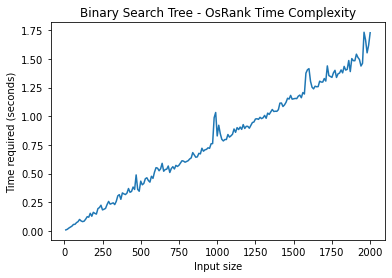 Binary Search Tree - OsRank Time Complexity
Time required (seconds)
1.75
1.50
1.25
1.00
0.75
0.50
0.25
0.00
0 250 500 750 1000 1250 1500 1750 2000
Input size